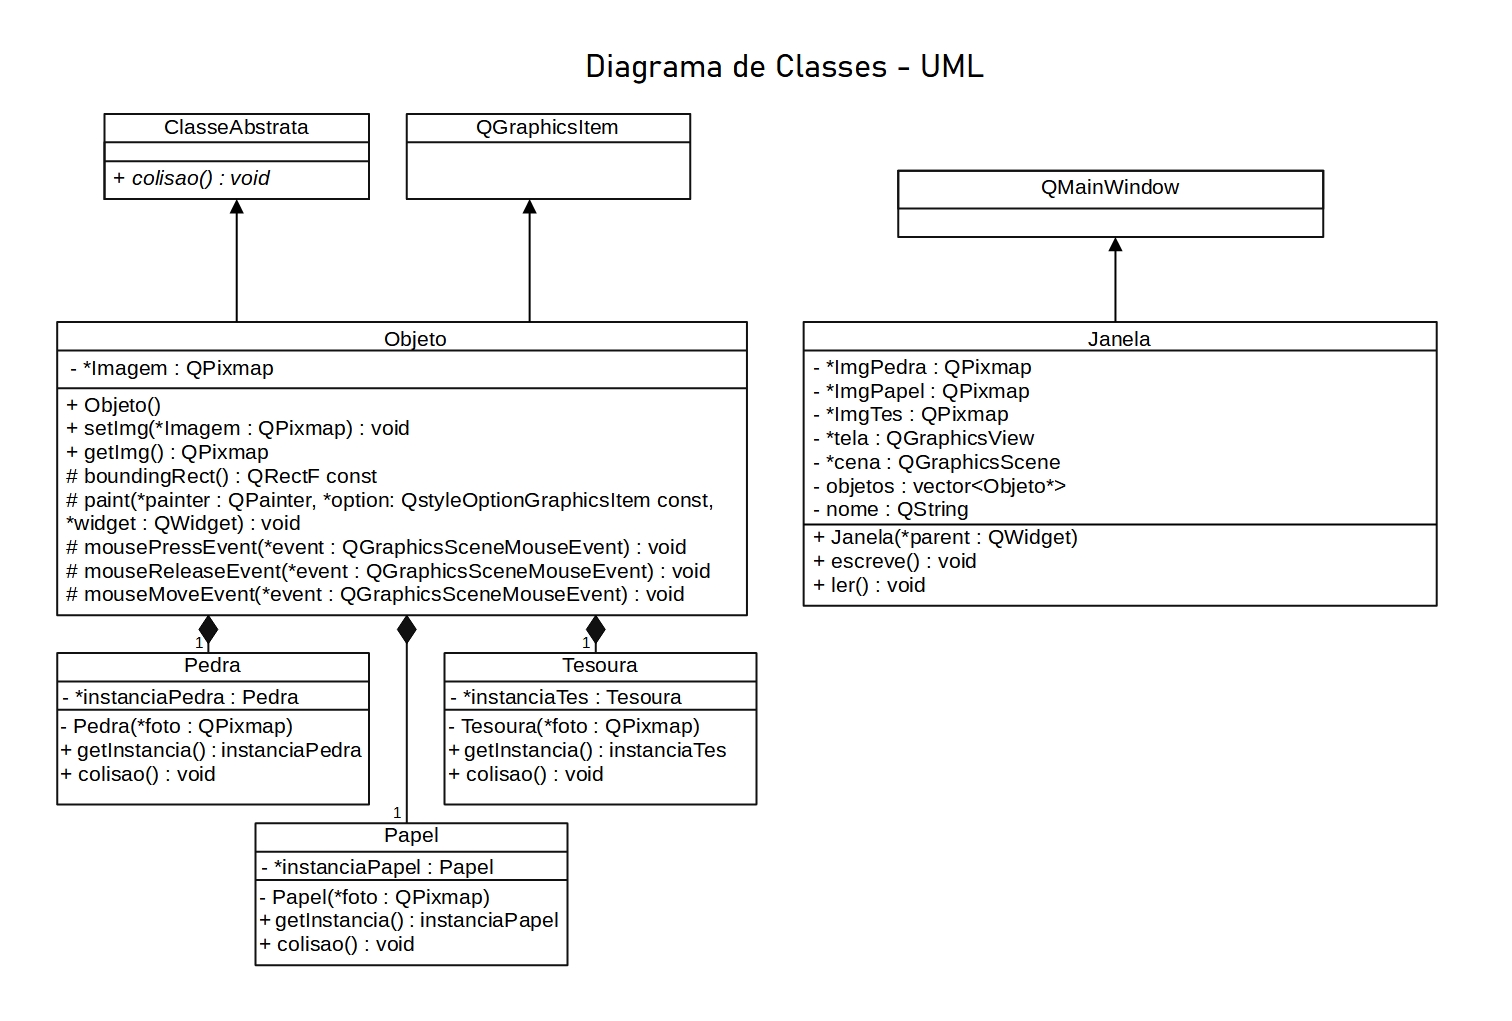 Diagrama de Classes - UML
ClasseAbstrata
+ colisao() : void
QGraphicsItem
QMainWindow
Objeto
- *Imagem : QPixmap
+ Objeto()
+ setImg(*Imagem : QPixmap) : void
+ getImg() : QPixmap
# boundingRect() : QRectF const
# paint(*painter : QPainter, *option: QstyleOptionGraphicsItem const,
*widget : QWidget) : void
# mousePressEvent(*event : QGraphicsSceneMouseEvent) : void
# mouseReleaseEvent(*event : QGraphicsSceneMouseEvent) : void
# mouseMoveEvent(*event : QGraphicsSceneMouseEvent) : void
Janela
- *ImgPedra : QPixmap
- *ImgPapel : QPixmap
- *ImgTes : QPixmap
- *tela : QGraphicsView
- *cena : QGraphicsScene
- objetos : vector<Objeto*>
- nome : QString
+ Janela(*parent : QWidget)
+ escreve() : void
+ ler() : void
1
Pedra
- *instanciaPedra : Pedra
- Pedra(*foto : QPixmap)
+ getInstancia() : instanciaPedra
+ colisao() : void
1
Tesoura
- *instanciaTes : Tesoura
- Tesoura(*foto : QPixmap)
+ getInstancia() : instanciaTes
+ colisao() : void
1
Papel
- *instanciaPapel : Papel
- Papel(*foto : QPixmap)
+ getInstancia() : instanciaPapel
+ colisao() : void